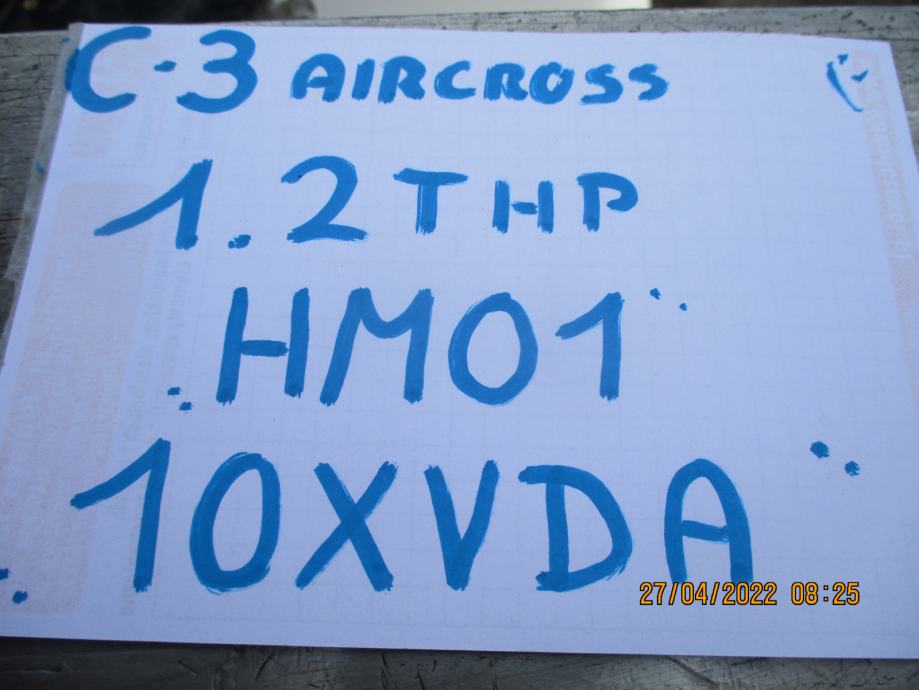 C-3 AIRCROSS
1.2 THP
HM01
10XVDA
27/04/2022 08:25